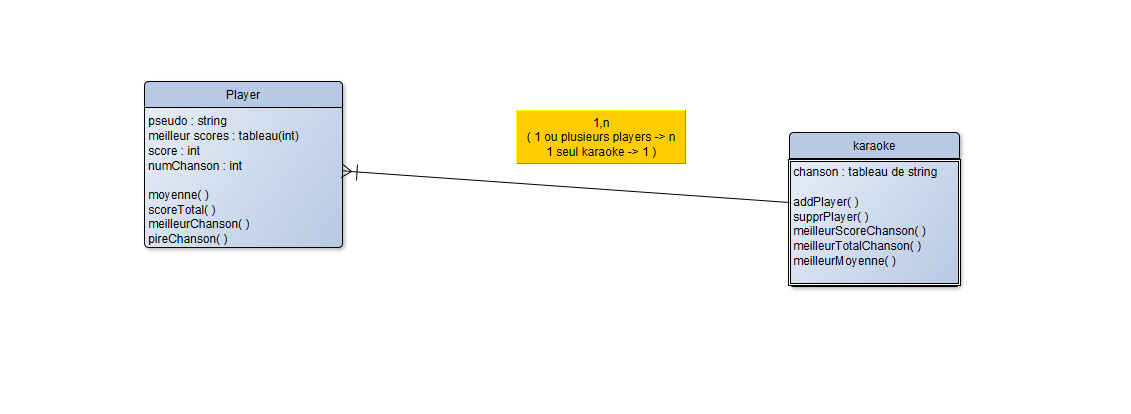 Player
pseudo : string
meilleur scores : tableau(int)
score : int
numChanson : int
moyenne( )
scoreTotal( )
meilleurChanson( )
pireChanson( )
1,n
( 1 ou plusieurs players -> n
1 seul karaoke -> 1 )
karaoke
chanson : tableau de string
addPlayer( )
supprPlayer( )
meilleurScoreChanson( )
meilleurTotalChanson( )
meilleurMoyenne( )